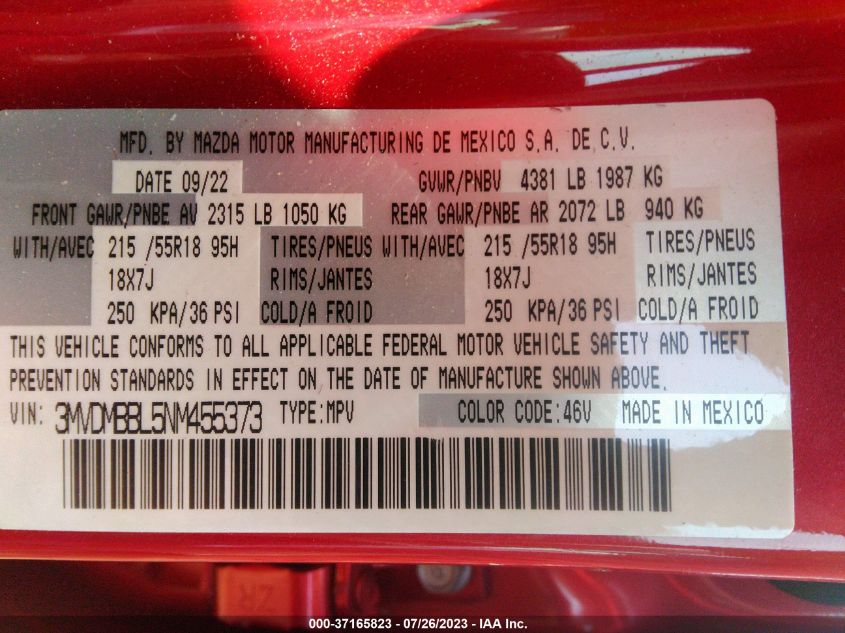 MFD. BY MAZDA MOTOR MANUFACTURING DE MEXICO S.A. DE C.V.
DATE 09/22 GVWR/PNBV 4381 LB 1987 KG
FRONT GAWR/PNBE AV 2315 LB 1050 KG REAR GAWR/PNBE AR 2072 LB 940 KG
WITH/AVEC 215 /55R18 95H TIRES/PNEUS WITH/AVEC 215 /55R18 95H TIRES/PNEUS
18X7J RIMS/JANTES 18X7J RIMS/JANTES
250 KPA/36 PSI COLD/A FROID 250 KPA/36 PSI COLD/A FROID
THIS VEHICLE CONFORMS TO ALL APPLICABLE FEDERAL MOTOR VEHICLE SAFETY AND THEFT
PREVENTION STANDARDS IN EFFECT ON THE DATE OF MANUFACTURE SHOWN ABOVE.
VIN: 3MVDMBBL5NM455373 TYPE:MPV COLOR CODE:46V MADE IN MEXICO
ZR
000-37165823 - 07/26/2023 - IAA Inc.